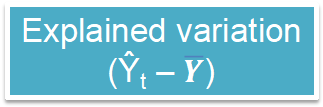 Explained variation
(Ŷt – Y̅)